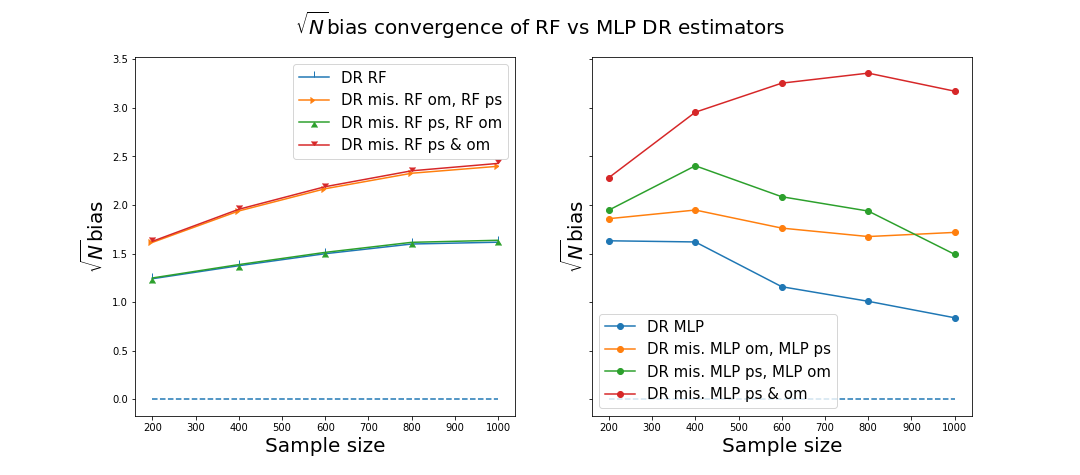 √N bias convergence of RF vs MLP DR estimators
3.5
3.0
2.5
2.0
1.5
1.0
0.5
0.0
√N bias
200 300 400 500 600 700 800 900 1000
Sample size
DR RF
DR mis. RF om, RF ps
DR mis. RF ps, RF om
DR mis. RF ps & om
√N bias
200 300 400 500 600 700 800 900 1000
Sample size
DR MLP
DR mis. MLP om, MLP ps
DR mis. MLP ps, MLP om
DR mis. MLP ps & om